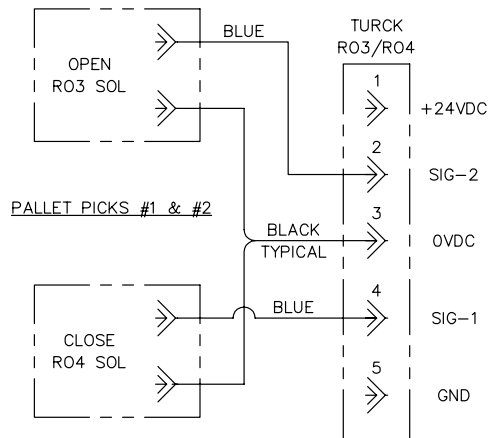 BLUE
OPEN
RO3 SOL
TURCK
RO3/RO4
1
+24VDC
2
SIG-2
PALLET PICKS #1 & #2
BLACK
TYPICAL
3
0VDC
CLOSE
RO4 SOL
BLUE
4
SIG-1
5
GND